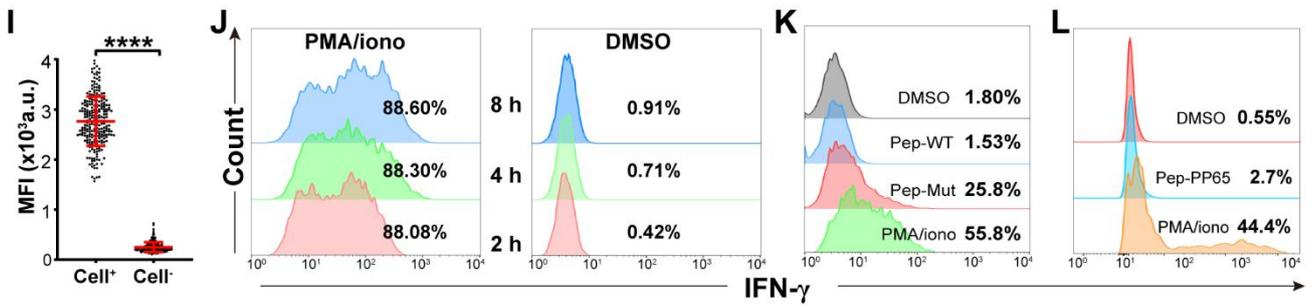 I
****
MFI (x10³a.u.)
4
3
2
1
0
Cell⁺ Cell⁻
J
Count
PMA/iono
88.60%
88.30%
88.08%
10⁰ 10¹ 10² 10³ 10⁴
8 h
4 h
2 h
DMSO
0.91%
0.71%
0.42%
10⁰ 10¹ 10² 10³ 10⁴
K
DMSO 1.80%
Pep-WT 1.53%
Pep-Mut 25.8%
PMA/iono 55.8%
10⁰ 10¹ 10² 10³ 10⁴
L
DMSO 0.55%
Pep-PP65 2.7%
PMA/iono 44.4%
10⁰ 10¹ 10² 10³ 10⁴
IFN-γ